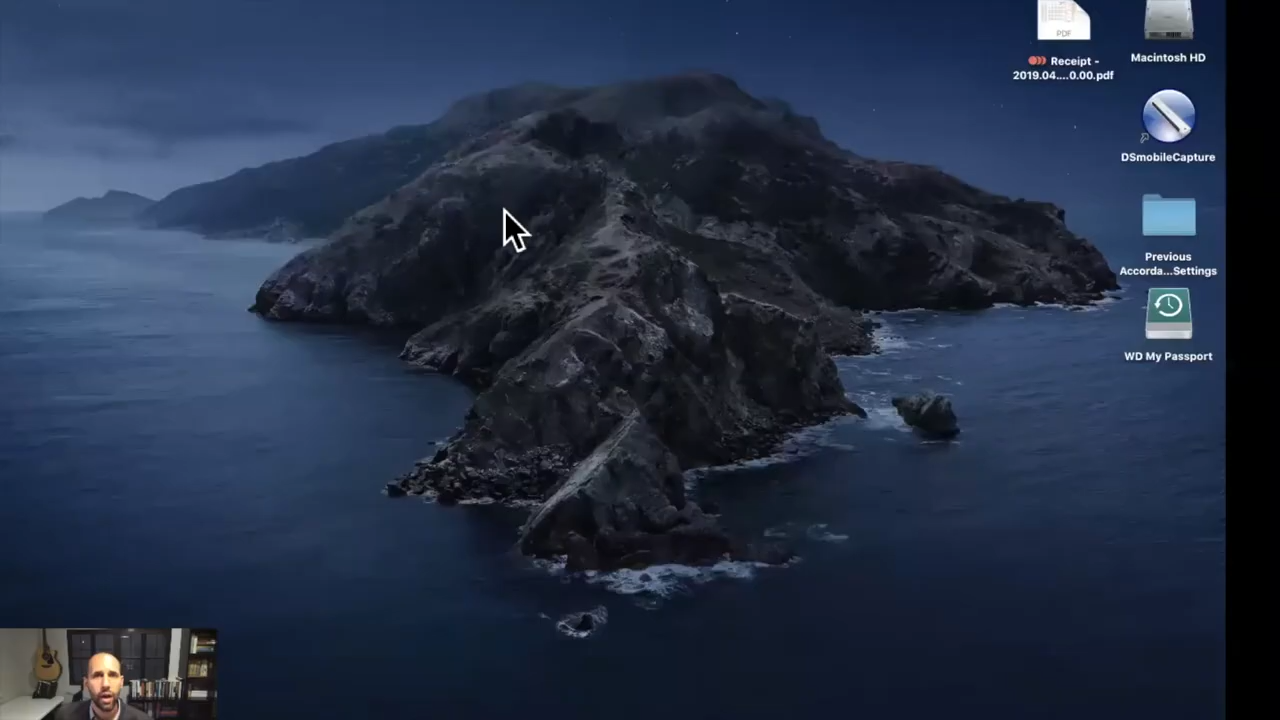 PDF
Receipt -
2019.04....0.00.pdf
Macintosh HD
DSmobileCapture
Previous
Accorda...Settings
WD My Passport